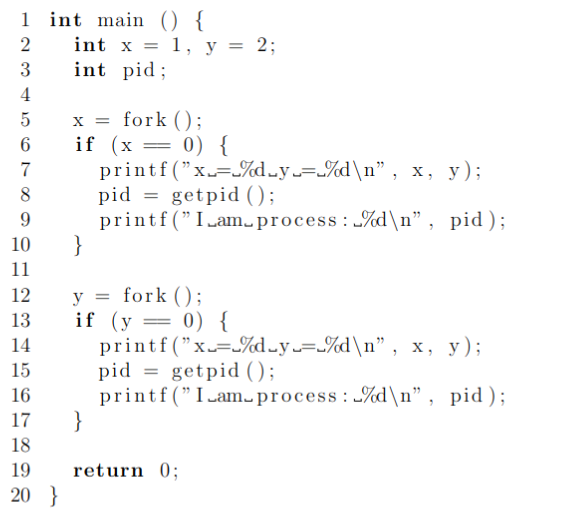 1 int main () {
2 int x = 1, y = 2;
3 int pid;
4
5 x = fork();
6 if (x == 0) {
7 printf("x␣=␣%d␣y␣=␣%d\n", x, y);
8 pid = getpid();
9 printf("I␣am␣process:␣%d\n", pid);
10 }
11
12 y = fork();
13 if (y == 0) {
14 printf("x␣=␣%d␣y␣=␣%d\n", x, y);
15 pid = getpid();
16 printf("I␣am␣process:␣%d\n", pid);
17 }
18
19 return 0;
20 }